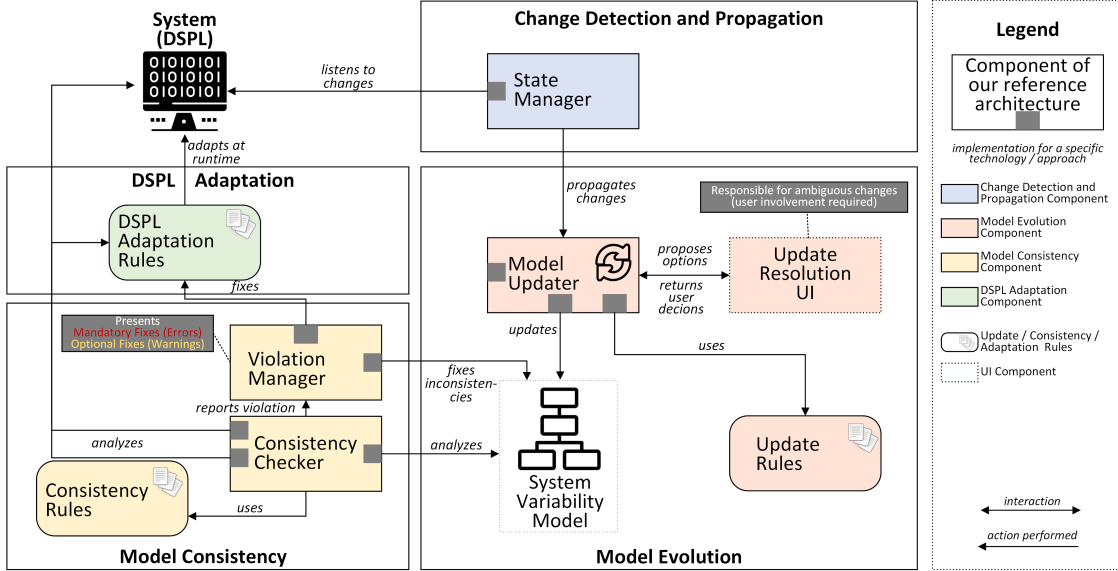 System
(DSPL)
01010101
01010101
01010101
listens to
changes
Change Detection and Propagation
State
Manager
adapts at
runtime
DSPL Adaptation
DSPL
Adaptation
Rules
fixes
propagates
changes
Responsible for ambiguous changes
(user involvement required)
Model
Updater
proposes
options
returns
user
decions
Update
Resolution
UI
updates
uses
Presents
Mandatory Fixes (Errors)
Optional Fixes (Warnings)
Violation
Manager
fixes
inconsisten-
cies
reports violation
Consistency
Checker
analyzes
analyzes
Consistency
Rules
uses
System
Variability
Model
Update
Rules
Model Consistency
Model Evolution
Legend
Component of
our reference
architecture
implementation for a specific
technology / approach
Change Detection and
Propagation Component
Model Evolution
Component
Model Consistency
Component
DSPL Adaptation
Component
Update / Consistency /
Adaptation Rules
UI Component
interaction
action performed